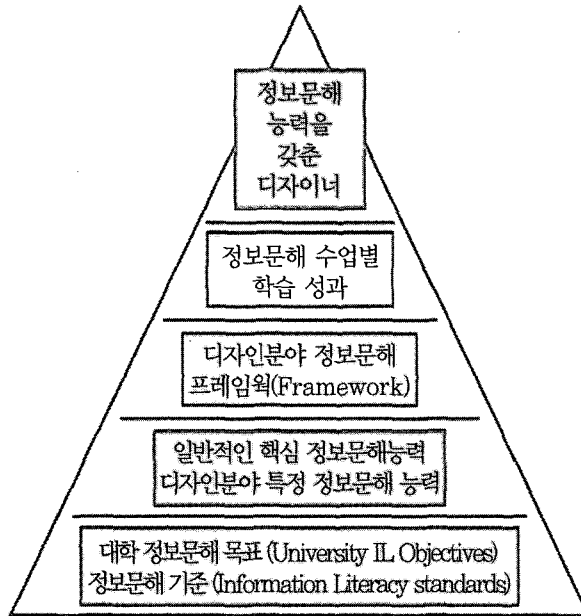 정보문해
능력을
갖춘
디자이너
정보문해 수업별
학습 성과
디자인분야 정보문해
프레임웍(Framework)
일반적인 핵심 정보문해능력
디자인분야 특정 정보문해 능력
대학 정보문해 목표 (University IL Objectives)
정보문해 기준 (Information Literacy standards)